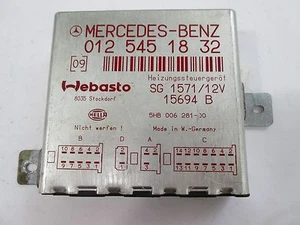 MERCEDES-BENZ
012 545 18 32
[09]
Heizungssteuergerät
Webasto SG 1571/12V
8035 Stockdorf 15694 B
HELLA 5HB 006 281-00
Nicht werfen! Made in W.-Germany
B D A C